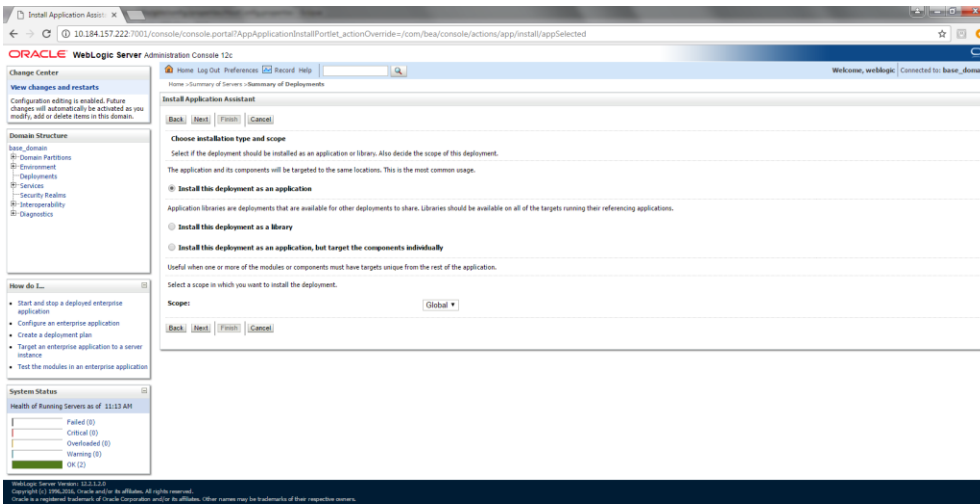 Install Application Assist
10.184.157.222:7001/console/console.portal?AppApplicationInstallPortlet_actionOverride=/com/bea/console/actions/app/install/appSelected
ORACLE WebLogic Server Administration Console 12c
Change Center
View changes and restarts
Configuration editing is enabled. Future
changes will automatically be activated as you
modify, add or delete items in this domain.
Domain Structure
base_domain
Domain Partitions
Environment
Deployments
Services
Security Realms
Interoperability
Diagnostics
How do I...
Start and stop a deployed enterprise
application
Configure an enterprise application
Create a deployment plan
Target an enterprise application to a server
instance
Test the modules in an enterprise application
System Status
Health of Running Servers as of 11:13 AM
Failed (0)
Critical (0)
Overloaded (0)
Warning (0)
OK (2)
Home Log Out Preferences Record Help
Welcome, weblogic Connected to: base_doma
Home >Summary of Servers >Summary of Deployments
Install Application Assistant
Back Next Finish Cancel
Choose installation type and scope
Select if the deployment should be installed as an application or library. Also decide the scope of this deployment.
The application and its components will be targeted to the same locations. This is the most common usage.
Install this deployment as an application
Application libraries are deployments that are available for other deployments to share. Libraries should be available on all of the targets running their referencing applications.
Install this deployment as a library
Install this deployment as an application, but target the components individually
Useful when one or more of the modules or components must have targets unique from the rest of the application.
Select a scope in which you want to install the deployment.
Scope: Global
Back Next Finish Cancel
WebLogic Server Version: 12.2.1.2.0
Copyright (c) 1996,2016, Oracle and/or its affiliates. All rights reserved.
Oracle is a registered trademark of Oracle Corporation and/or its affiliates. Other names may be trademarks of their respective owners.